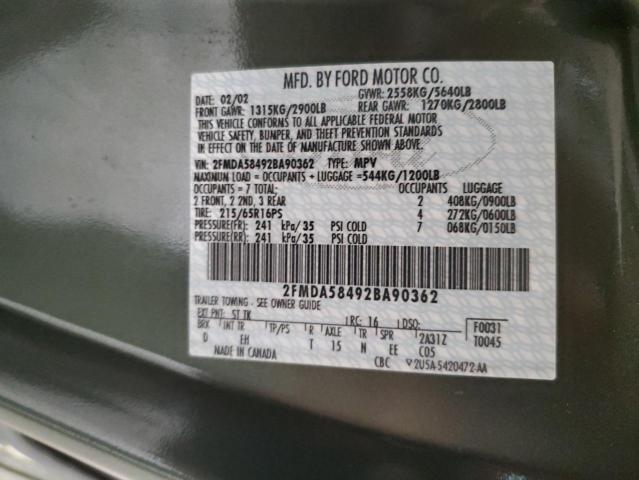 MFD. BY FORD MOTOR CO.
DATE: 02/02 GVWR: 2558KG/5640LB
FRONT GAWR: 1315KG/2900LB REAR GAWR: 1270KG/2800LB
THIS VEHICLE CONFORMS TO ALL APPLICABLE FEDERAL MOTOR
VEHICLE SAFETY, BUMPER, AND THEFT PREVENTION STANDARDS
IN EFFECT ON THE DATE OF MANUFACTURE SHOWN ABOVE.
VIN: 2FMDA58492BA90362 TYPE: MPV
MAXIMUM LOAD = OCCUPANTS + LUGGAGE =544KG/1200LB
OCCUPANTS = 7 TOTAL: OCCUPANTS LUGGAGE
2 FRONT, 2 2ND, 3 REAR 2 408KG/0900LB
TIRE: 215/65R16PS 4 272KG/0600LB
PRESSURE(FR): 241 kPa/35 PSI COLD 7 068KG/0150LB
PRESSURE(RR): 241 kPa/35 PSI COLD
2FMDA58492BA90362
TRAILER TOWING - SEE OWNER GUIDE
EXT PNT: ST TK RC: 16 DSO: F0031
BRK INT TR TP/PS R AXLE TR SPR 2A31Z T0045
D EH T 15 N EE C05
MADE IN CANADA CBC 2U5A-5420472-AA